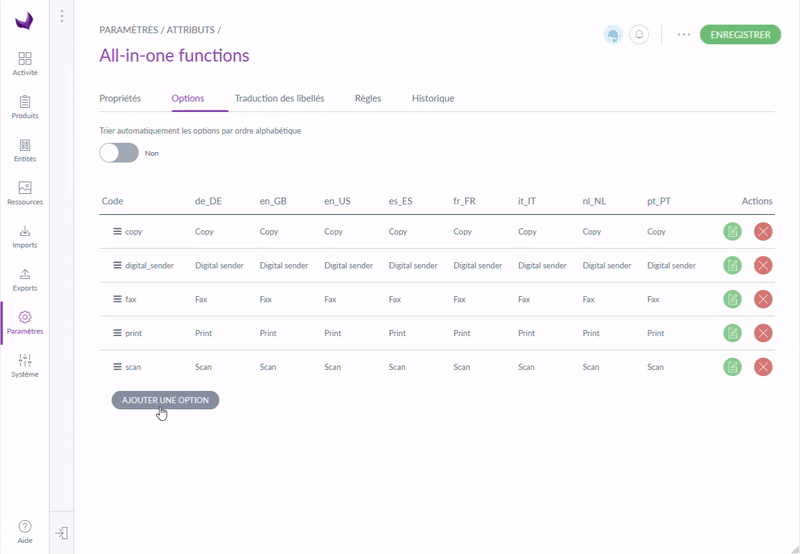 PARAMÈTRES / ATTRIBUTS /
All-in-one functions
ENREGISTRER
Activité
Produits
Entités
Ressources
Imports
Exports
Paramètres
Système
Aide
Propriétés Options Traduction des libellés Règles Historique
Trier automatiquement les options par ordre alphabétique
Non
Code de_DE en_GB en_US es_ES fr_FR it_IT nl_NL pt_PT Actions
copy Copy Copy Copy Copy Copy Copy Copy Copy
digital_sender Digital sender Digital sender Digital sender Digital sender Digital sender Digital sender Digital sender Digital sender
fax Fax Fax Fax Fax Fax Fax Fax Fax
print Print Print Print Print Print Print Print Print
scan Scan Scan Scan Scan Scan Scan Scan Scan
AJOUTER UNE OPTION